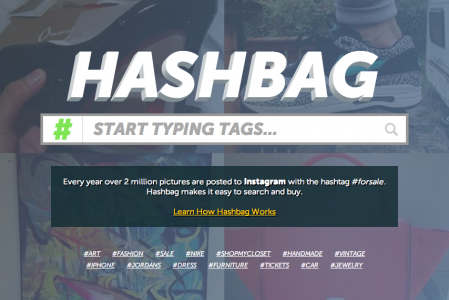 HASHBAG
# START TYPING TAGS...
Every year over 2 million pictures are posted to Instagram with the hashtag #forsale.
Hashbag makes it easy to search and buy.
Learn How Hashbag Works
#ART #FASHION #SALE #NIKE #SHOPMYCLOSET #HANDMADE #VINTAGE
#IPHONE #JORDANS #DRESS #FURNITURE #TICKETS #CAR #JEWELRY